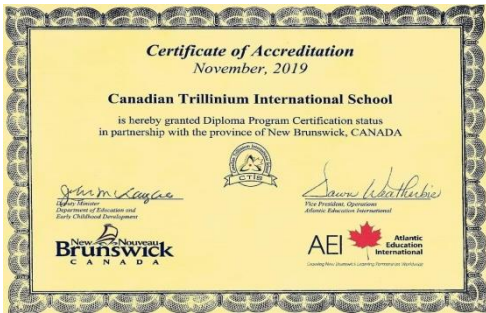 Certificate of Accreditation
November, 2019
Canadian Trillinium International School
is hereby granted Diploma Program Certification status
in partnership with the province of New Brunswick, CANADA
CTIS
Deputy Minister
Department of Education and
Early Childhood Development
Vice President, Operations
Atlantic Education International
New Nouveau
Brunswick
CANADA
AEI
Atlantic
Education
International